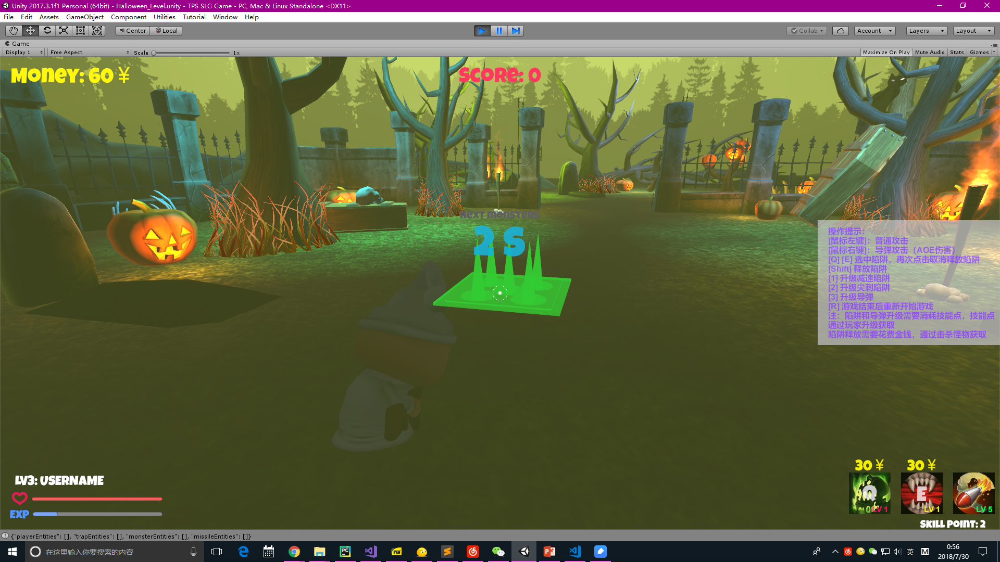 Unity 2017.3.1f1 Personal (64bit) - Halloween_Level.unity - TPS SLG Game - PC, Mac & Linux Standalone <DX11>
File Edit Assets GameObject Component Utilities Tutorial Window Help
Center Local Collab Account Layers Layout
Game
Display 1 Free Aspect Scale 1x Maximize On Play Mute Audio Stats Gizmos
Money: 60 ¥
Score: 0
Next Monsters
2 S
操作提示：
[鼠标左键]：普通攻击
[鼠标右键]：导弹攻击（AOE伤害）
[Q] [E] 选中陷阱，再次点击取消释放陷阱
[Shift] 释放陷阱
[1] 升级减速陷阱
[2] 升级尖刺陷阱
[3] 升级导弹
[R] 游戏结束后重新开始游戏
注：陷阱和导弹升级需要消耗技能点，技能点
通过玩家升级获取
陷阱释放需要花费金钱，通过击杀怪物获取
LV3: USERNAME
EXP
30 ¥ 30 ¥
Q E
LV 1 LV 1 LV 5
SKILL POINT: 2
{"playerEntities": [], "trapEntities": [], "monsterEntities": [], "missileEntities": []}
在这里输入你要搜索的内容
英
0:56
2018/7/30